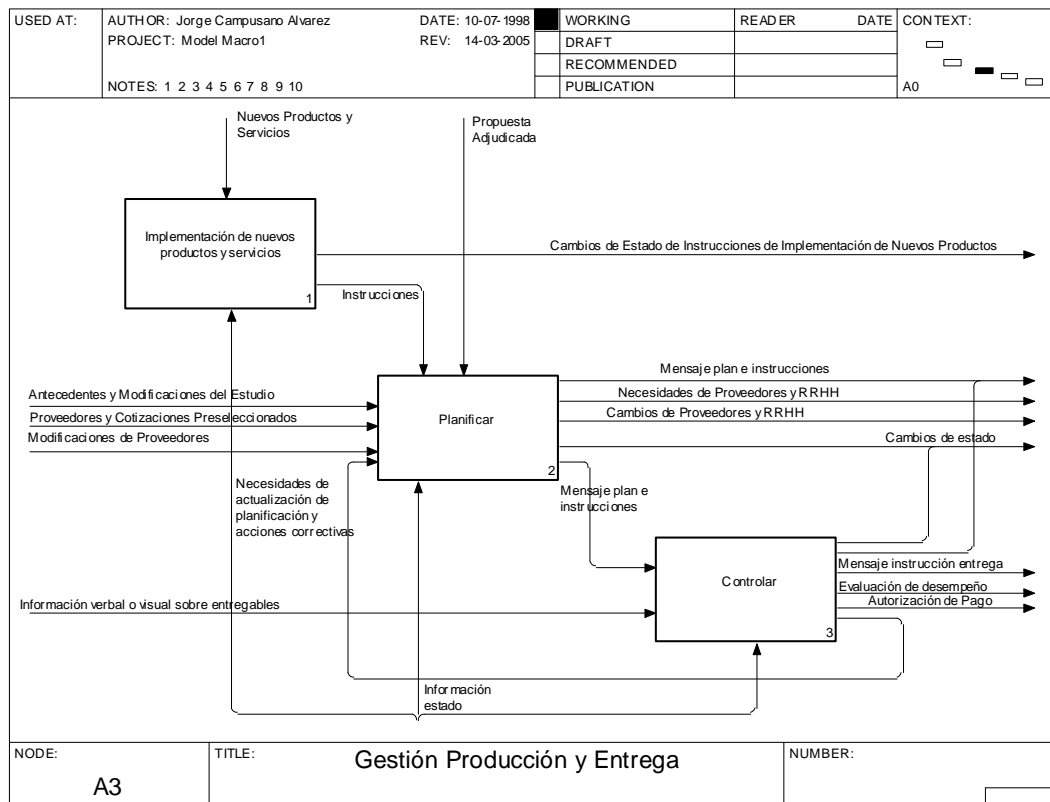 USED AT:
AUTHOR: Jorge Campusano Alvarez
DATE: 10-07-1998
PROJECT: Model Macro1
REV: 14-03-2005
NOTES: 1 2 3 4 5 6 7 8 9 10
WORKING
DRAFT
RECOMMENDED
PUBLICATION
READER
DATE
CONTEXT:
A0
Nuevos Productos y
Servicios
Propuesta
Adjudicada
Implementación de nuevos
productos y servicios
1
Cambios de Estado de Instrucciones de Implementación de Nuevos Productos
Instrucciones
Antecedentes y Modificaciones del Estudio
Proveedores y Cotizaciones Preseleccionados
Modificaciones de Proveedores
Planificar
2
Mensaje plan e instrucciones
Necesidades de Proveedores y RRHH
Cambios de Proveedores y RRHH
Cambios de estado
Necesidades de
actualización de
planificación y
acciones correctivas
Mensaje plan e
instrucciones
Controlar
3
Mensaje instrucción entrega
Evaluación de desempeño
Autorización de Pago
Información verbal o visual sobre entregables
Información
estado
NODE:
A3
TITLE:
Gestión Producción y Entrega
NUMBER: